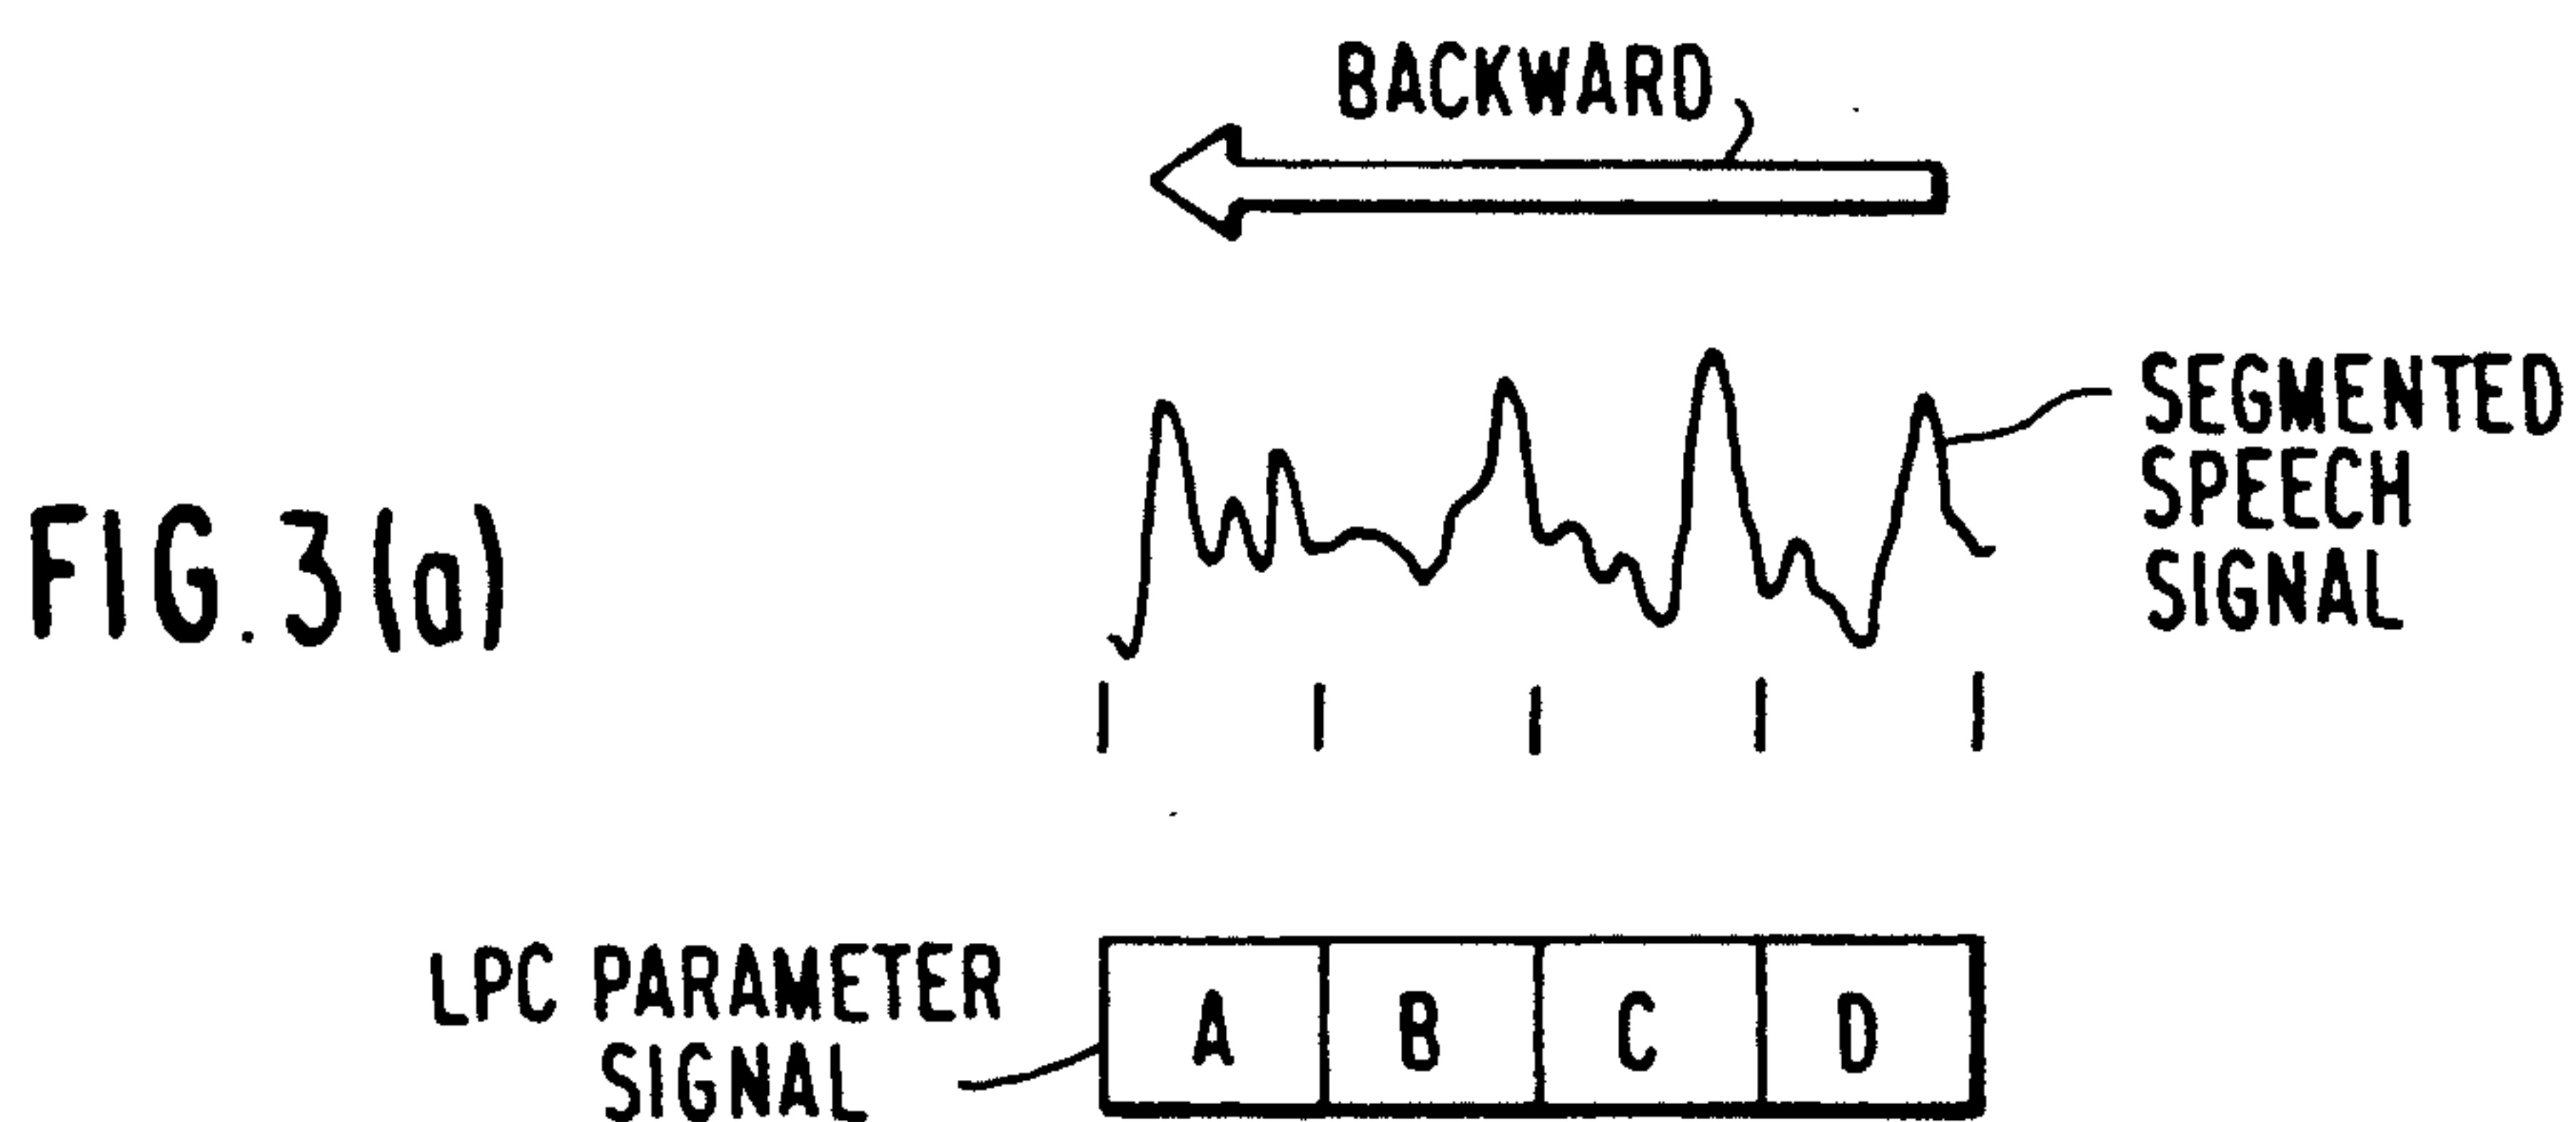 BACKWARD
SEGMENTED
SPEECH
SIGNAL
FIG. 3(a)
LPC PARAMETER
SIGNAL
A B C D